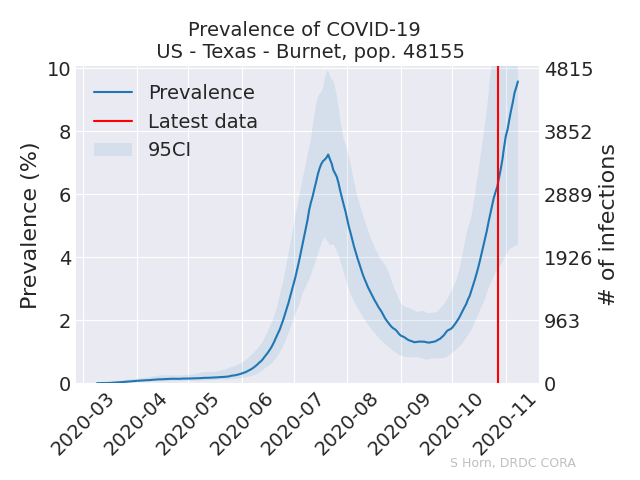 Prevalence of COVID-19
US - Texas - Burnet, pop. 48155
Prevalence
Latest data
95CI
Prevalence (%)
10
8
6
4
2
0
4815
3852
2889
1926
963
0
# of infections
2020-03
2020-04
2020-05
2020-06
2020-07
2020-08
2020-09
2020-10
2020-11
S Horn, DRDC CORA